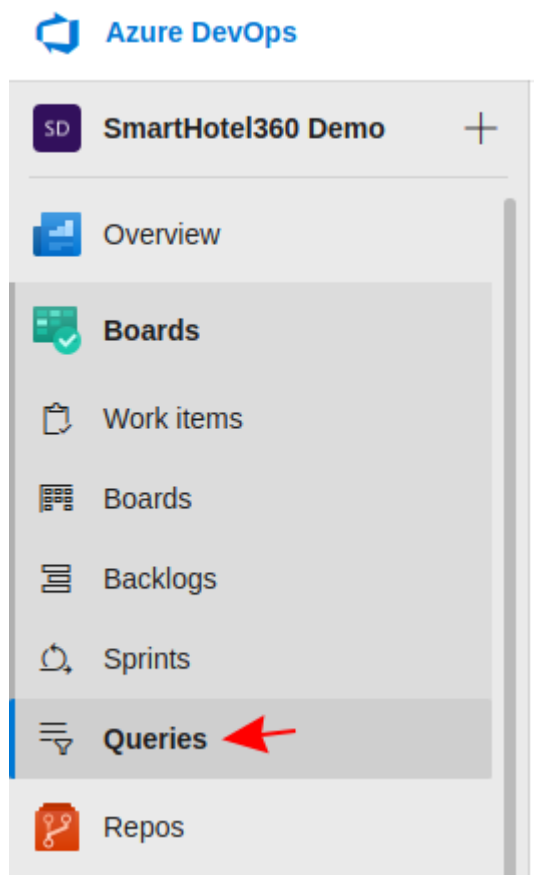 Azure DevOps
SD SmartHotel360 Demo
Overview
Boards
Work items
Boards
Backlogs
Sprints
Queries
Repos